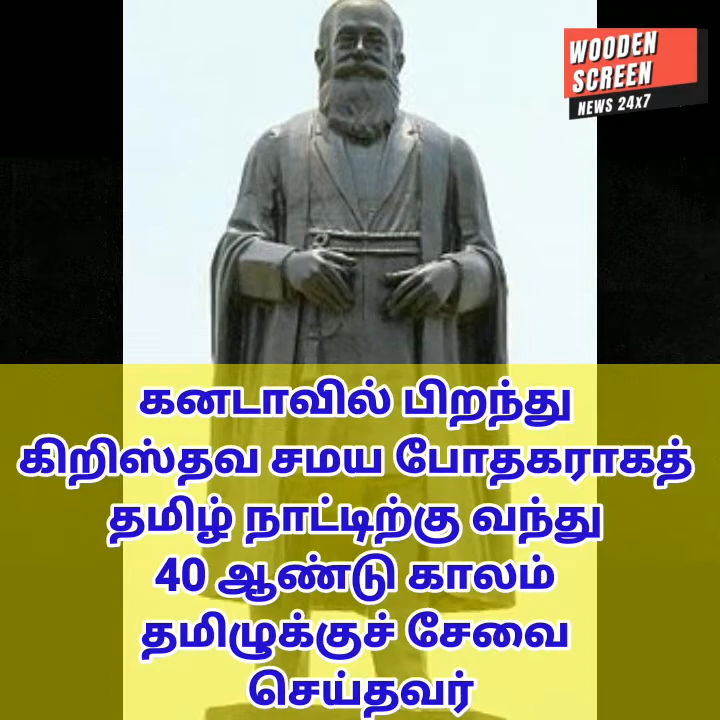 WOODEN
SCREEN
NEWS 24x7
கனடாவில் பிறந்து
கிறிஸ்தவ சமய போதகராகத்
தமிழ் நாட்டிற்கு வந்து
40 ஆண்டு காலம்
தமிழுக்குச் சேவை
செய்தவர்